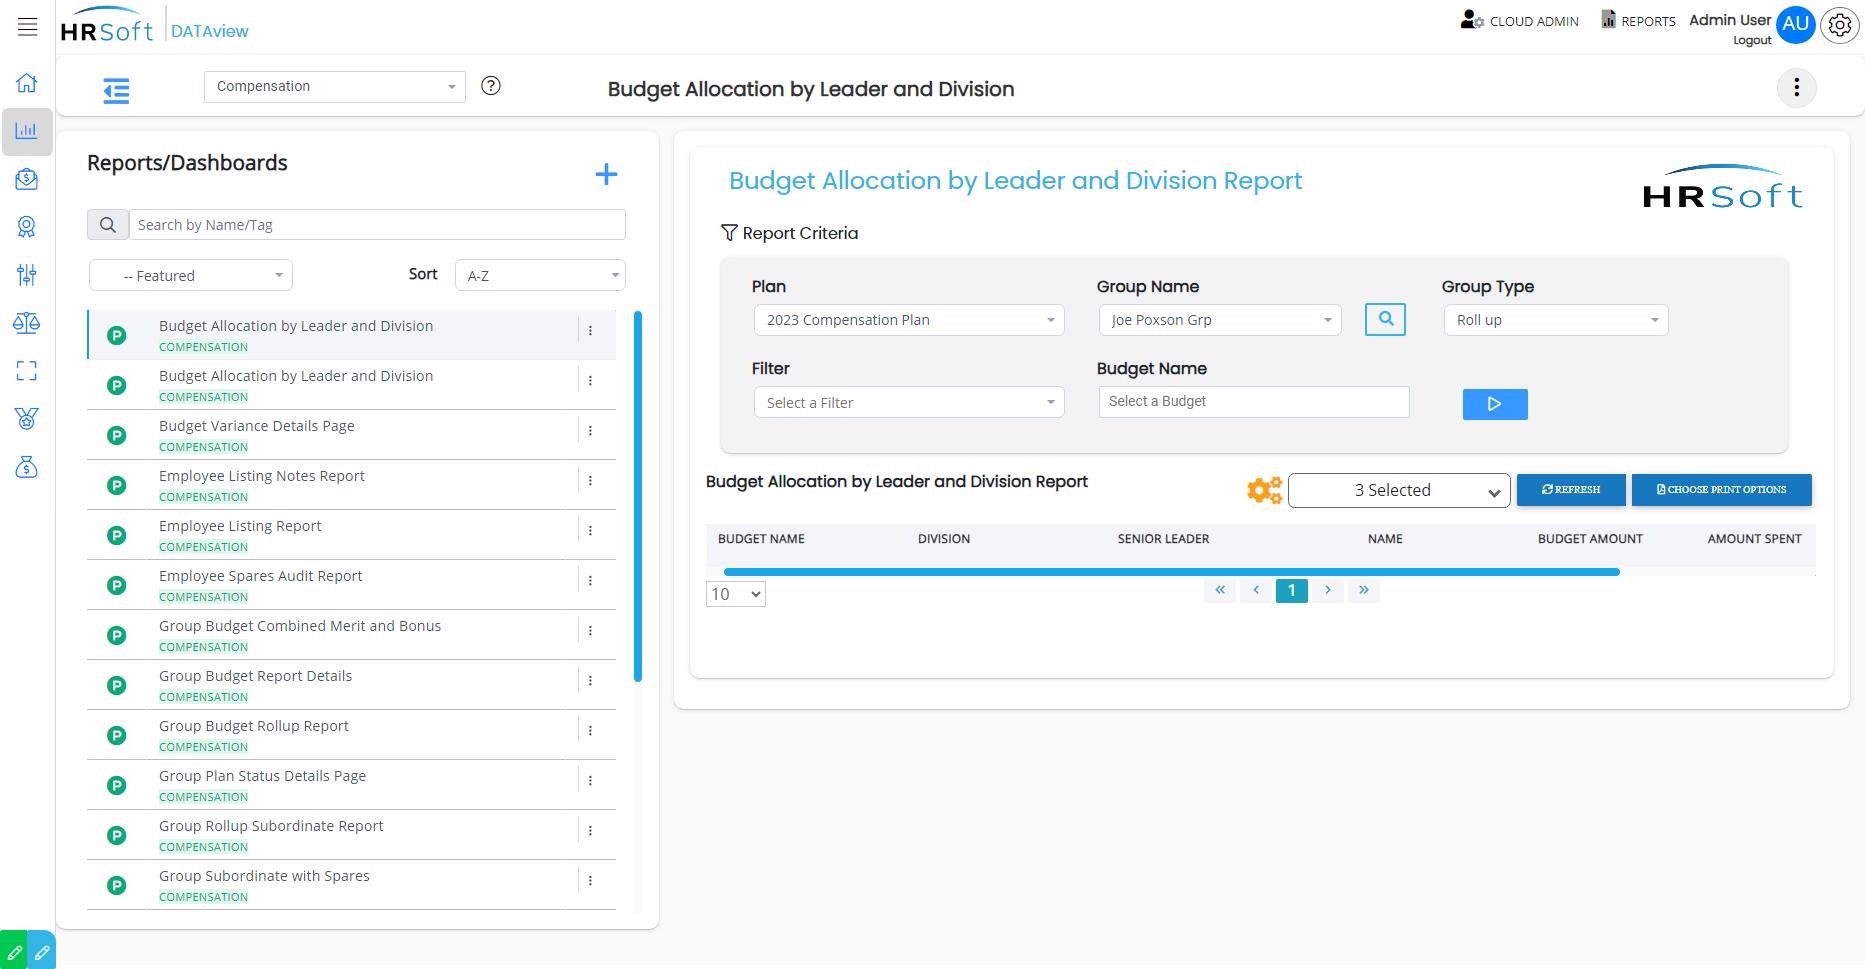 HRSoft
DATAview
CLOUD ADMIN
REPORTS
Admin User
Logout
AU
Compensation
?
Budget Allocation by Leader and Division
Reports/Dashboards
Search by Name/Tag
-- Featured
Sort
A-Z
P
Budget Allocation by Leader and Division
COMPENSATION
P
Budget Allocation by Leader and Division
COMPENSATION
P
Budget Variance Details Page
COMPENSATION
P
Employee Listing Notes Report
COMPENSATION
P
Employee Listing Report
COMPENSATION
P
Employee Spares Audit Report
COMPENSATION
P
Group Budget Combined Merit and Bonus
COMPENSATION
P
Group Budget Report Details
COMPENSATION
P
Group Budget Rollup Report
COMPENSATION
P
Group Plan Status Details Page
COMPENSATION
P
Group Rollup Subordinate Report
COMPENSATION
P
Group Subordinate with Spares
COMPENSATION
Budget Allocation by Leader and Division Report
HRSoft
Report Criteria
Plan
Group Name
Group Type
2023 Compensation Plan
Joe Poxson Grp
Roll up
Filter
Budget Name
Select a Filter
Select a Budget
Budget Allocation by Leader and Division Report
3 Selected
REFRESH
CHOOSE PRINT OPTIONS
BUDGET NAME DIVISION SENIOR LEADER NAME BUDGET AMOUNT AMOUNT SPENT
10
« ‹ 1 › »